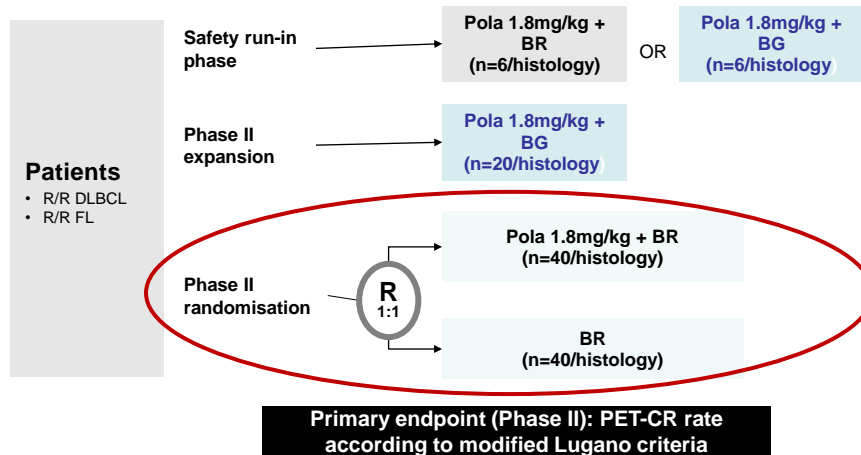 Patients
• R/R DLBCL
• R/R FL
Safety run-in
phase
Pola 1.8mg/kg +
BR
(n=6/histology)
OR
Pola 1.8mg/kg +
BG
(n=6/histology)
Phase II
expansion
Pola 1.8mg/kg +
BG
(n=20/histology)
Phase II
randomisation
R
1:1
Pola 1.8mg/kg + BR
(n=40/histology)
BR
(n=40/histology)
Primary endpoint (Phase II): PET-CR rate
according to modified Lugano criteria